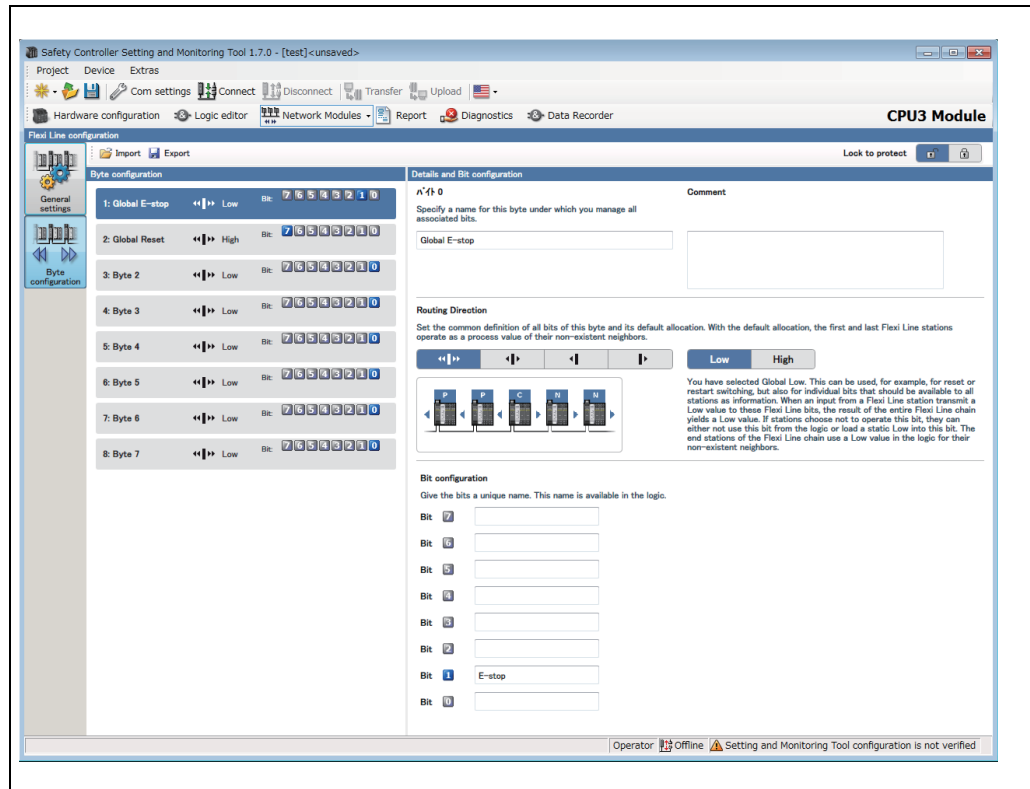 Safety Controller Setting and Monitoring Tool 1.7.0 - [test]<unsaved>
Project Device Extras
Com settings Connect Disconnect Transfer Upload
Hardware configuration Logic editor Network Modules Report Diagnostics Data Recorder CPU3 Module
Flexi Line configuration
Import Export Lock to protect
General settings
Byte configuration
Byte configuration
1: Global E-stop Low Bit: 7 6 5 4 3 2 1 0
2: Global Reset High Bit: 7 6 5 4 3 2 1 0
3: Byte 2 Low Bit: 7 6 5 4 3 2 1 0
4: Byte 3 Low Bit: 7 6 5 4 3 2 1 0
5: Byte 4 Low Bit: 7 6 5 4 3 2 1 0
6: Byte 5 Low Bit: 7 6 5 4 3 2 1 0
7: Byte 6 Low Bit: 7 6 5 4 3 2 1 0
8: Byte 7 Low Bit: 7 6 5 4 3 2 1 0
Details and Bit configuration
バイト 0
Specify a name for this byte under which you manage all
associated bits.
Global E-stop
Comment
Routing Direction
Set the common definition of all bits of this byte and its default allocation. With the default allocation, the first and last Flexi Line stations
operate as a process value of their non-existent neighbors.
Low High
P P C N N
You have selected Global Low. This can be used, for example, for reset or
restart switching, but also for individual bits that should be available to all
stations as information. When an input from a Flexi Line station transmit a
Low value to these Flexi Line bits, the result of the entire Flexi Line chain
yields a Low value. If stations choose not to operate this bit, they can
either not use this bit from the logic or load a static Low into this bit. The
end stations of the Flexi Line chain use a Low value in the logic for their
non-existent neighbors.
Bit configuration
Give the bits a unique name. This name is available in the logic.
Bit 7
Bit 6
Bit 5
Bit 4
Bit 3
Bit 2
Bit 1 E-stop
Bit 0
Operator Offline Setting and Monitoring Tool configuration is not verified